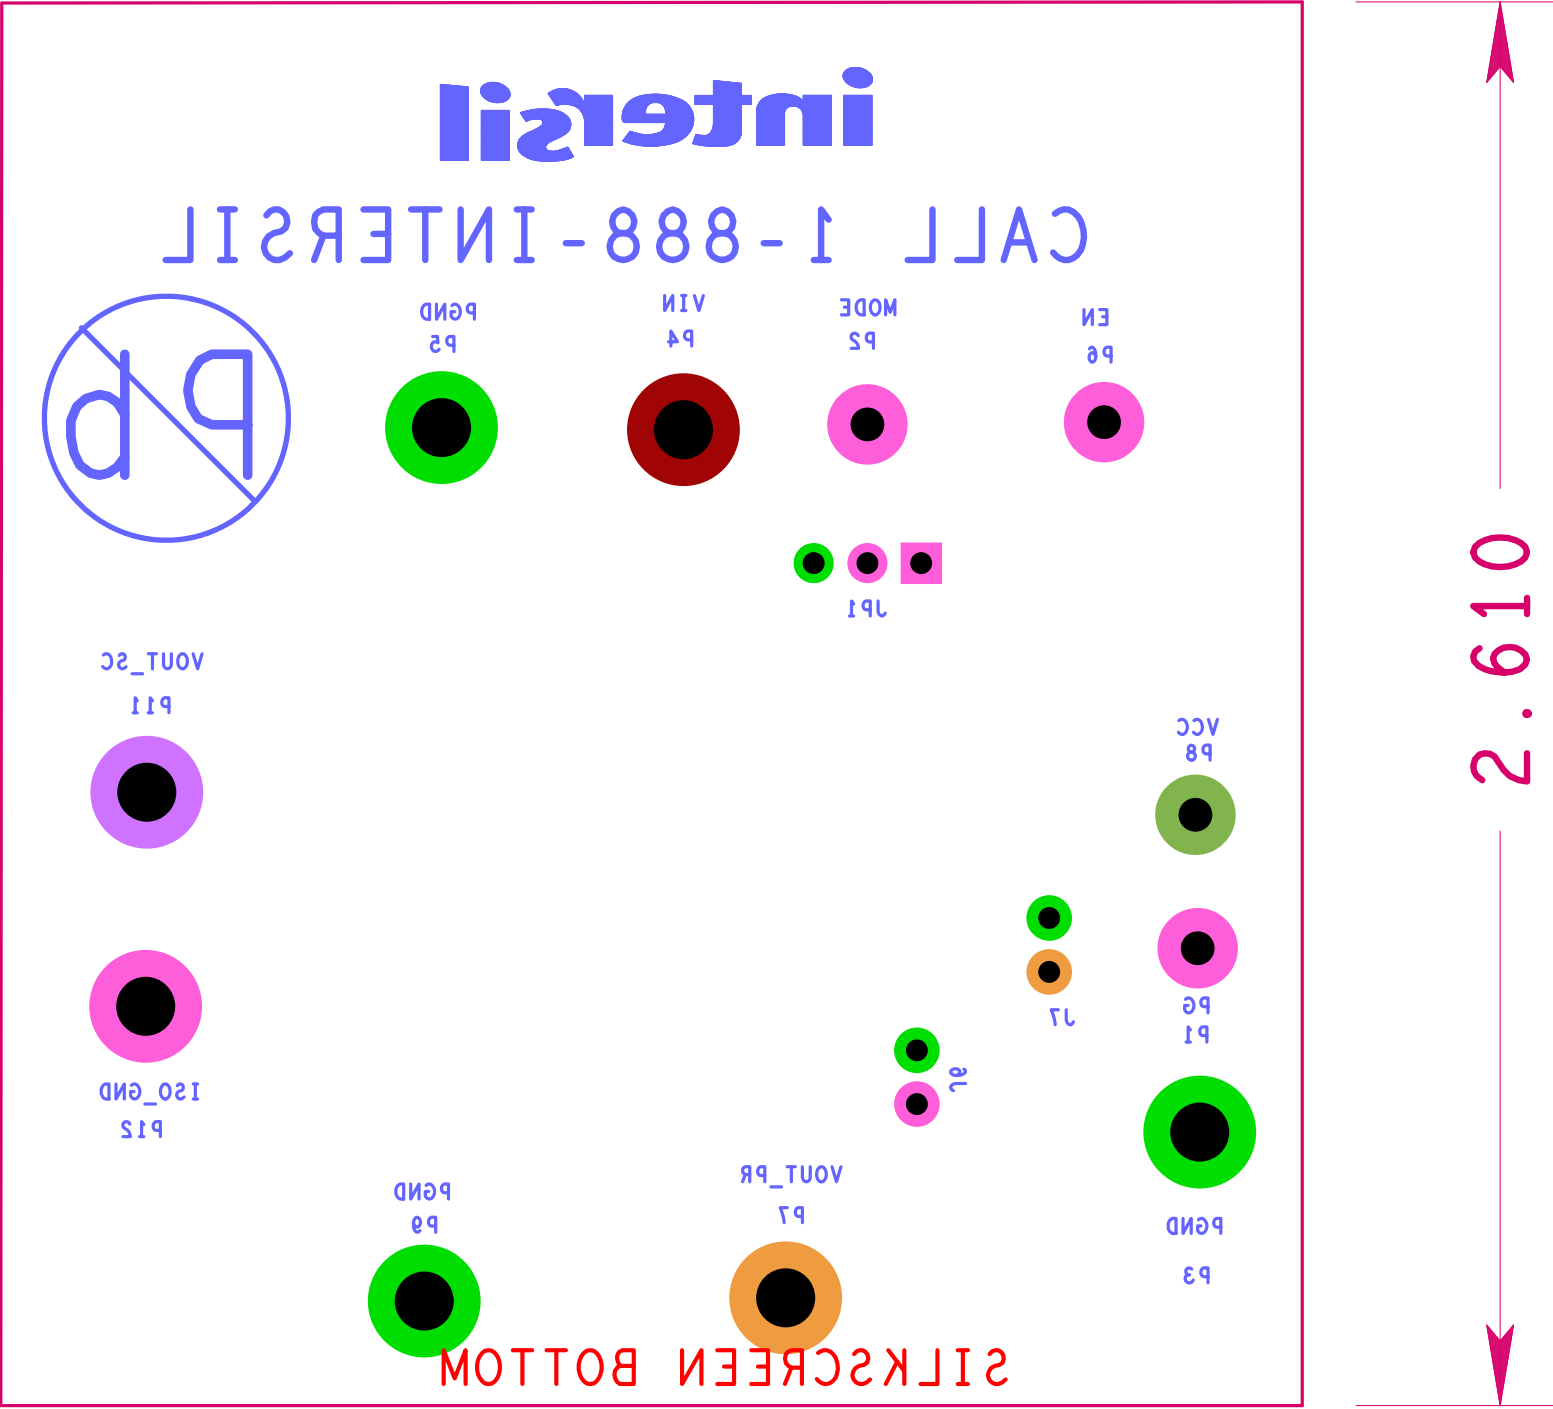 intersil
CALL 1-888-INTERSIL
Pb
PGND
P5
VIN
P4
MODE
P2
EN
P6
JP1
VOUT_SC
P11
VCC
P8
2.610
J7
PG
P1
J6
ISO_GND
P12
PGND
P9
VOUT_PR
P7
PGND
P3
SILKSCREEN BOTTOM